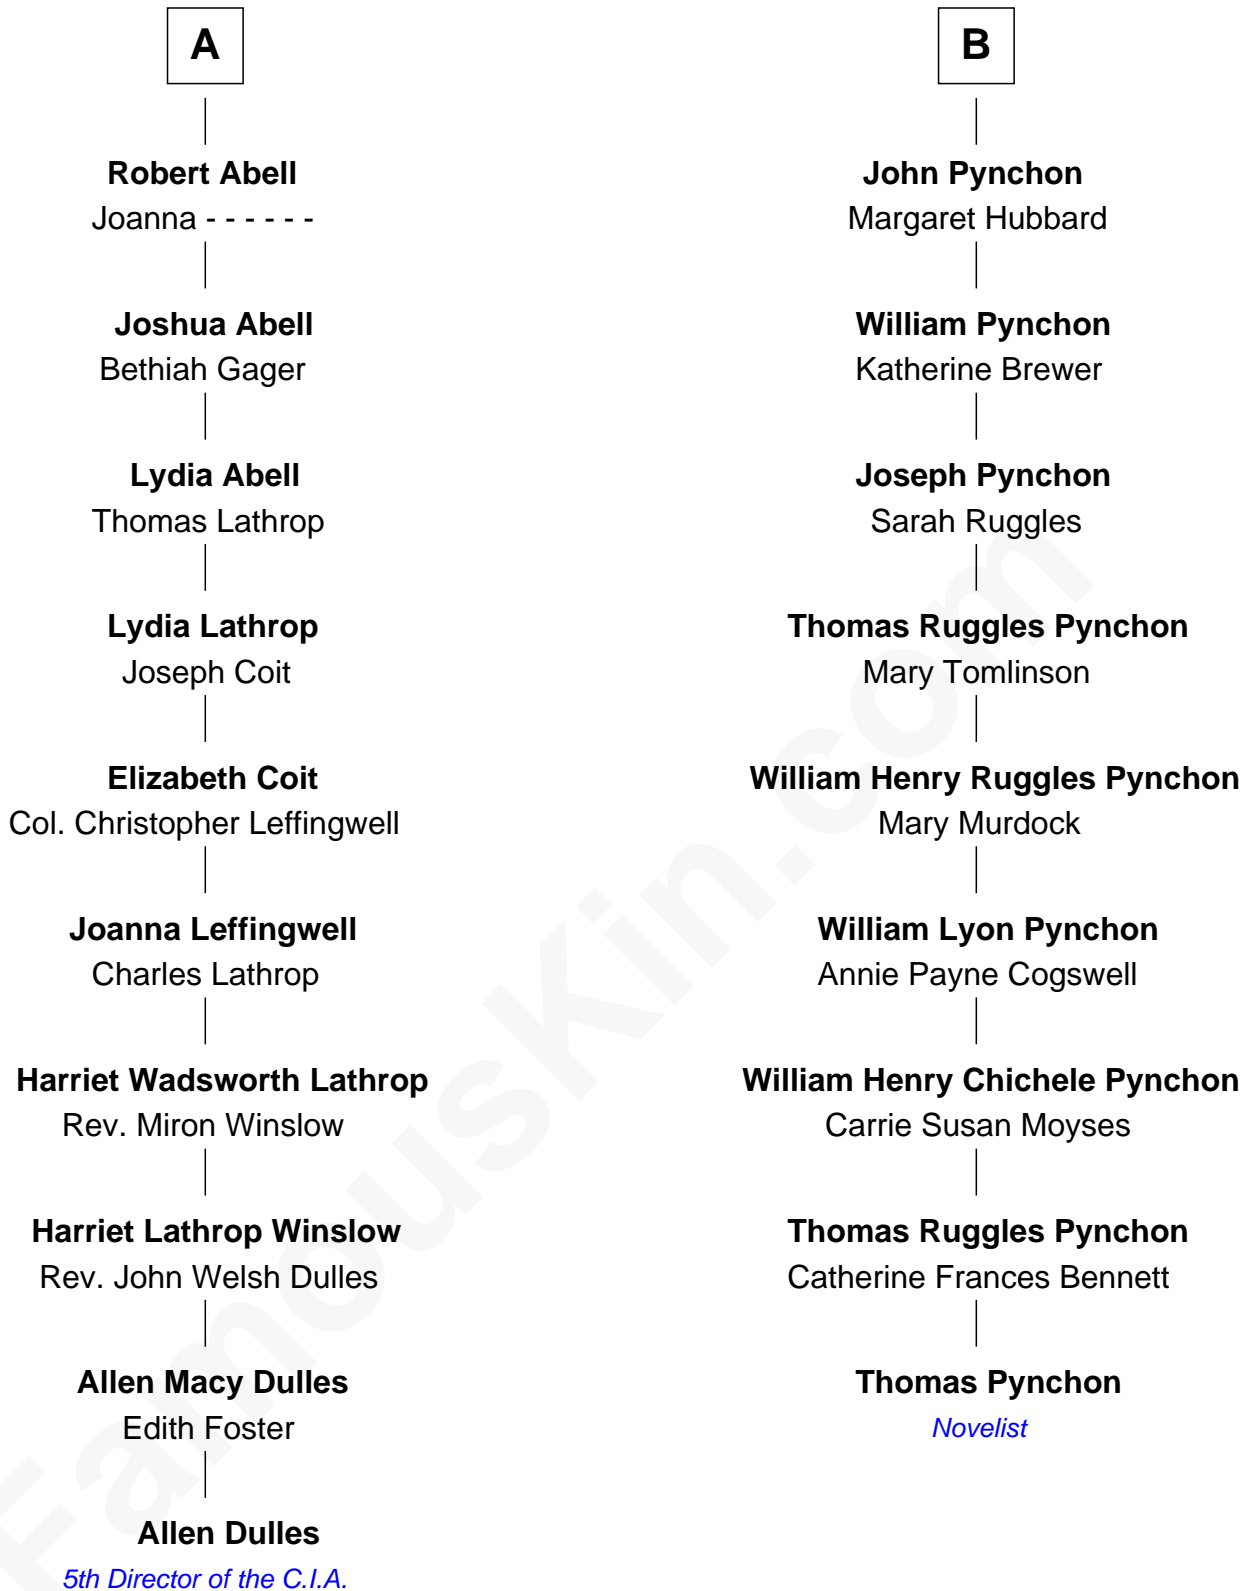 A
Robert Abell
Joanna - - - - - -
Joshua Abell
Bethiah Gager
Lydia Abell
Thomas Lathrop
Lydia Lathrop
Joseph Coit
Elizabeth Coit
Col. Christopher Leffingwell
Joanna Leffingwell
Charles Lathrop
Harriet Wadsworth Lathrop
Rev. Miron Winslow
Harriet Lathrop Winslow
Rev. John Welsh Dulles
Allen Macy Dulles
Edith Foster
Allen Dulles
5th Director of the C.I.A.
B
John Pynchon
Margaret Hubbard
William Pynchon
Katherine Brewer
Joseph Pynchon
Sarah Ruggles
Thomas Ruggles Pynchon
Mary Tomlinson
William Henry Ruggles Pynchon
Mary Murdock
William Lyon Pynchon
Annie Payne Cogswell
William Henry Chichele Pynchon
Carrie Susan Moyses
Thomas Ruggles Pynchon
Catherine Frances Bennett
Thomas Pynchon
Novelist
FamousKin.com